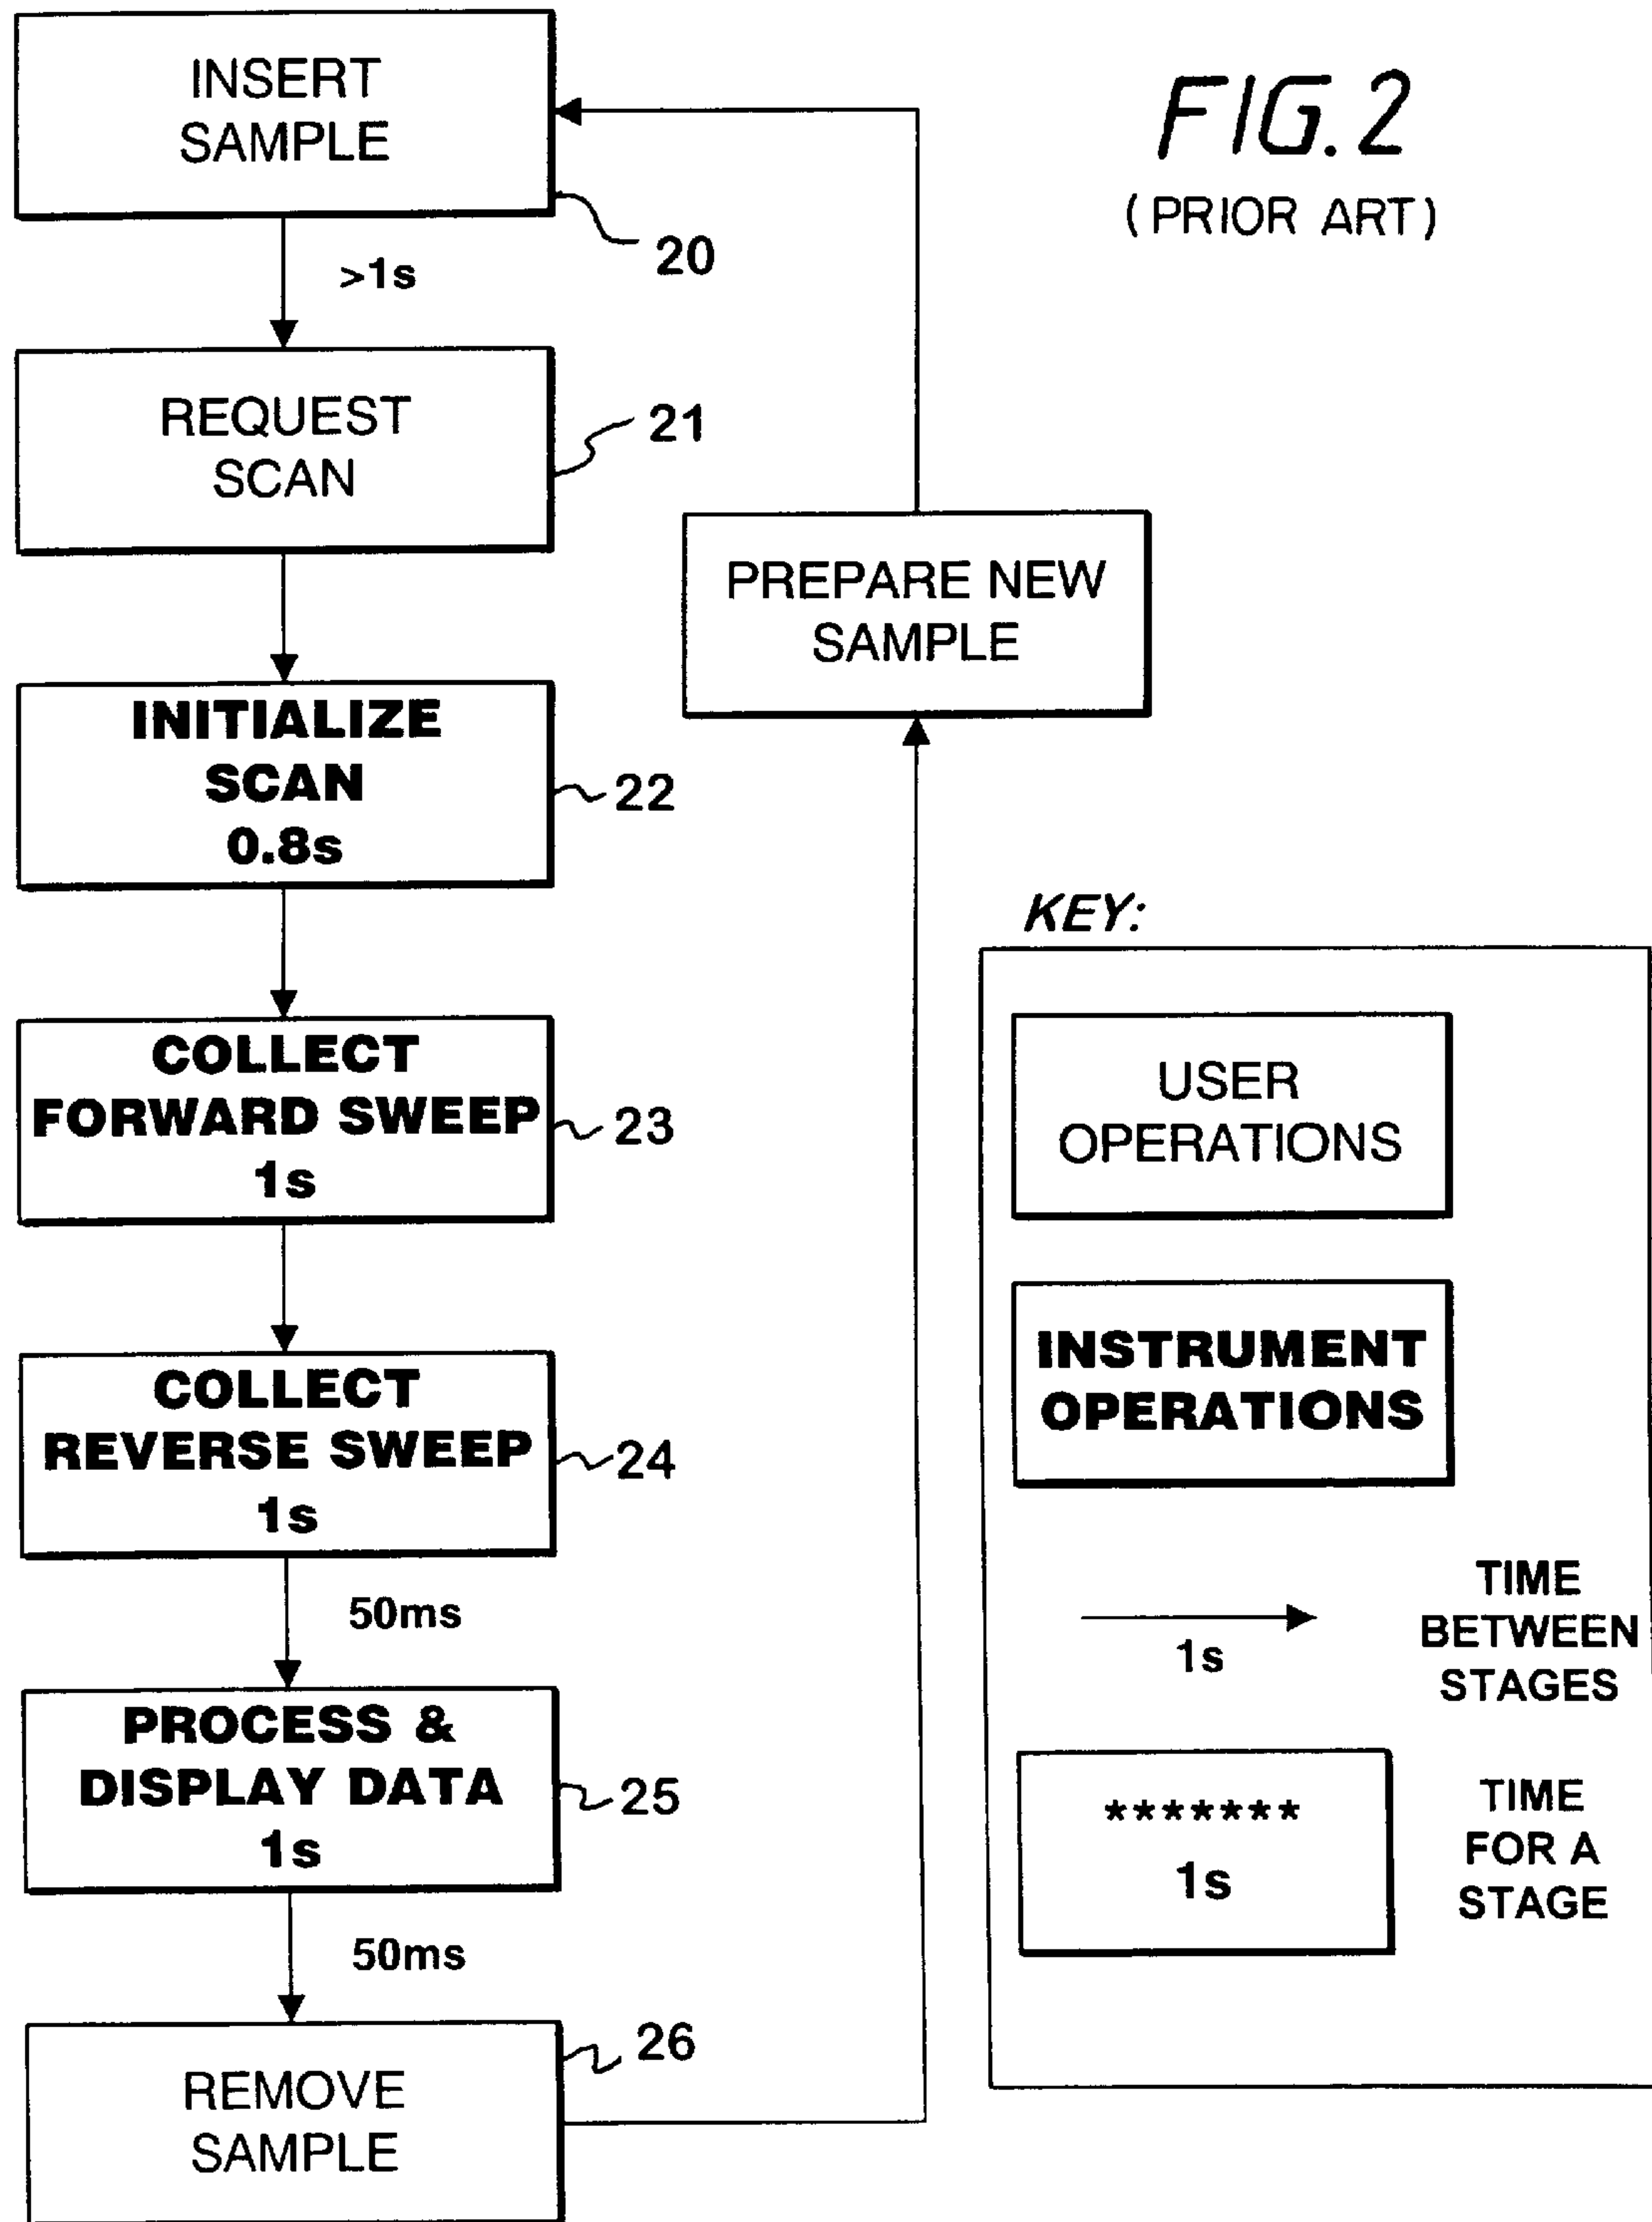 FIG. 2
(PRIOR ART)
INSERT
SAMPLE
20
>1s
REQUEST
SCAN
21
INITIALIZE
SCAN
0.8s
22
COLLECT
FORWARD SWEEP
1s
23
COLLECT
REVERSE SWEEP
1s
24
50ms
PROCESS &
DISPLAY DATA
1s
25
50ms
REMOVE
SAMPLE
26
PREPARE NEW
SAMPLE
KEY:
USER
OPERATIONS
INSTRUMENT
OPERATIONS
1s
TIME
BETWEEN
STAGES
*******
1s
TIME
FOR A
STAGE